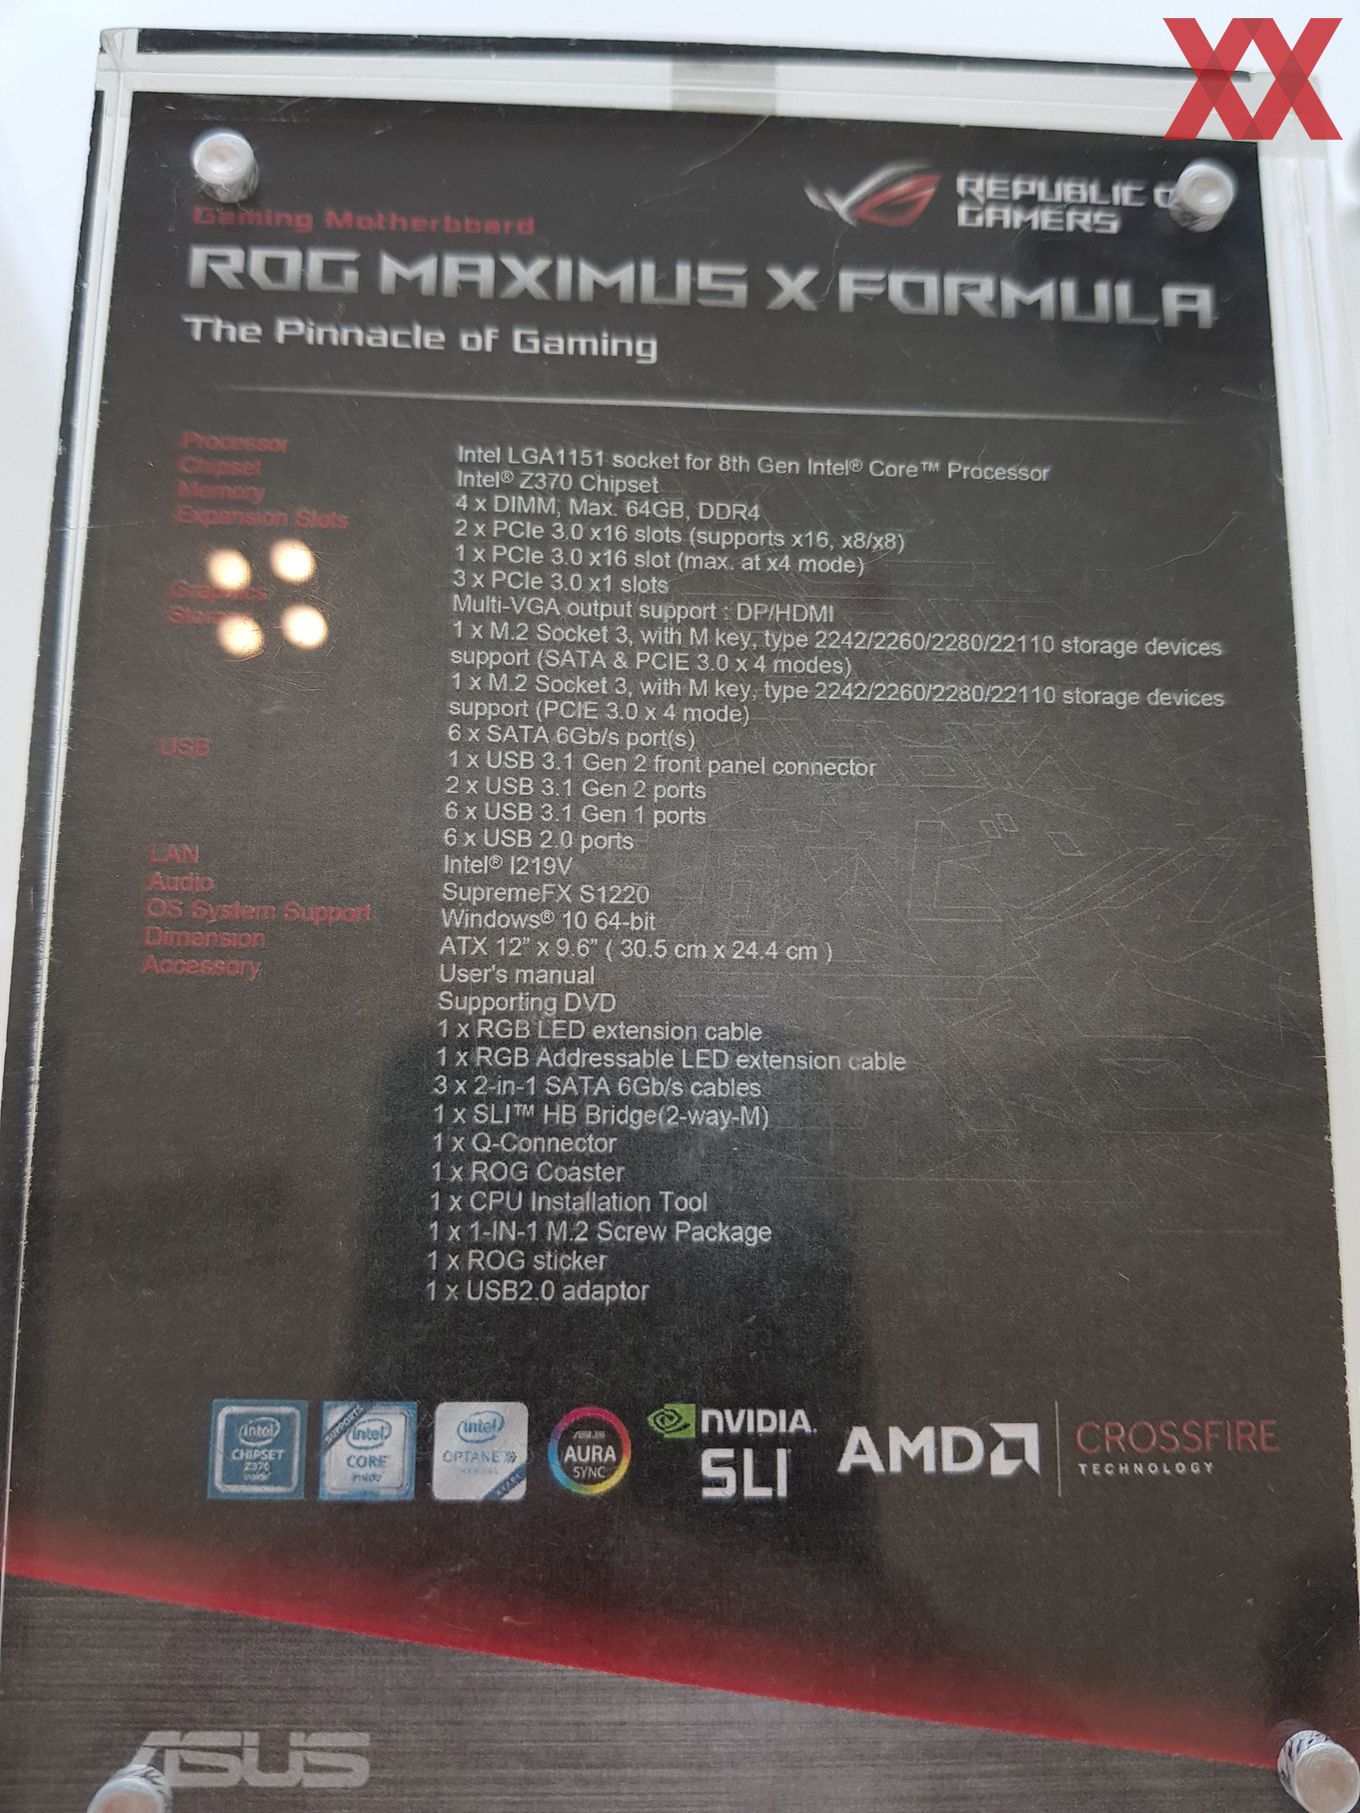 Gaming Motherboard
REPUBLIC O
GAMERS
ROG MAXIMUS X FORMULA
The Pinnacle of Gaming
Processor Intel LGA1151 socket for 8th Gen Intel® Core™ Processor
Chipset Intel® Z370 Chipset
Memory 4 x DIMM, Max. 64GB, DDR4
Expansion Slots 2 x PCIe 3.0 x16 slots (supports x16, x8/x8)
1 x PCIe 3.0 x16 slot (max. at x4 mode)
3 x PCIe 3.0 x1 slots
Graphics Multi-VGA output support : DP/HDMI
Storage 1 x M.2 Socket 3, with M key, type 2242/2260/2280/22110 storage devices
support (SATA & PCIE 3.0 x 4 modes)
1 x M.2 Socket 3, with M key, type 2242/2260/2280/22110 storage devices
support (PCIE 3.0 x 4 mode)
6 x SATA 6Gb/s port(s)
USB 1 x USB 3.1 Gen 2 front panel connector
2 x USB 3.1 Gen 2 ports
6 x USB 3.1 Gen 1 ports
6 x USB 2.0 ports
LAN Intel® I219V
Audio SupremeFX S1220
OS System Support Windows® 10 64-bit
Dimension ATX 12” x 9.6” ( 30.5 cm x 24.4 cm )
Accessory User's manual
Supporting DVD
1 x RGB LED extension cable
1 x RGB Addressable LED extension cable
3 x 2-in-1 SATA 6Gb/s cables
1 x SLI™ HB Bridge(2-way-M)
1 x Q-Connector
1 x ROG Coaster
1 x CPU Installation Tool
1 x 1-IN-1 M.2 Screw Package
1 x ROG sticker
1 x USB2.0 adaptor
intel CHIPSET Z370 inside
SUPPORTS intel CORE inside
intel OPTANE MEMORY
ASUS AURA SYNC
NVIDIA. SLI
AMD CROSSFIRE TECHNOLOGY
ASUS